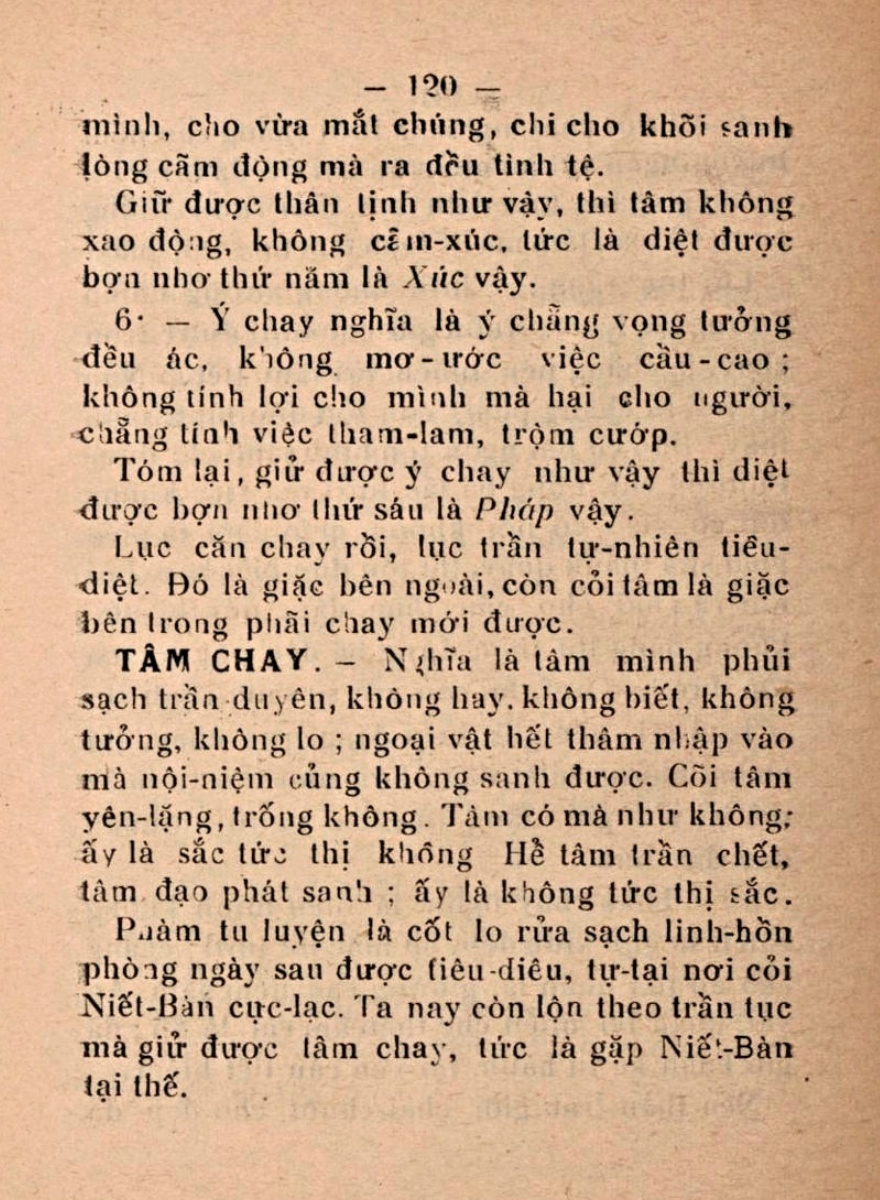 — 120 —
mình, cho vừa mắt chúng, chi cho khõi sanh
lòng cãm động mà ra đều tình tệ.
Giữ được thân tịnh như vậy, thì tâm không
xao động, không cãm-xúc, tức là diệt được
bợn nhơ thứ năm là Xúc vậy.
6· — Ý chay nghĩa là ý chẵng vọng tưởng
đều ác, không mơ-ước việc cầu-cao ;
không tính lợi cho mình mà hại cho người,
chẵng tính việc tham-lam, trộm cướp.
Tóm lại, giử được ý chay như vậy thì diệt
được bợn nhơ thứ sáu là Pháp vậy.
Lục căn chay rồi, lục trần tự-nhiên tiêu-
diệt. Đó là giặc bên ngoài, còn cỏi tâm là giặc
bên trong phãi chay mới được.
TÂM CHAY. — Nghĩa là tâm mình phủi
sạch trần duyên, không hay. không biết, không
tưởng, không lo ; ngoại vật hết thâm nhập vào
mà nội-niệm củng không sanh được. Cõi tâm
yên-lặng, trống không. Tâm có mà như không;
ấy là sắc tức thị không Hề tâm trần chết,
tâm đạo phát sanh ; ấy là không tức thị sắc.
Phàm tu luyện là cốt lo rửa sạch linh-hồn
phòng ngày sau được tiêu-diêu, tự-tại nơi cỏi
Niết-Bàn cực-lạc. Ta nay còn lộn theo trần tục
mà giử được tâm chay, tức là gặp Niết-Bàn
tại thế.